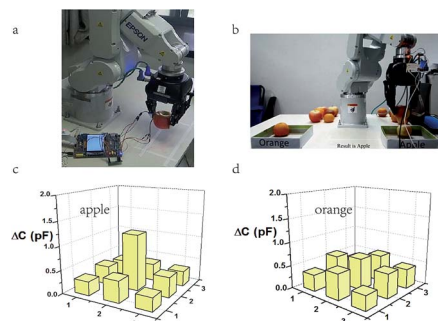 a
b
EPSON
Orange
Result is Apple
Apple
c
d
apple
orange
ΔC (pF)
2.0
1.5
1.0
0.5
0.0
1
2
3
1
2
3
ΔC (pF)
2.0
1.5
1.0
0.5
0.0
1
2
3
1
2
3